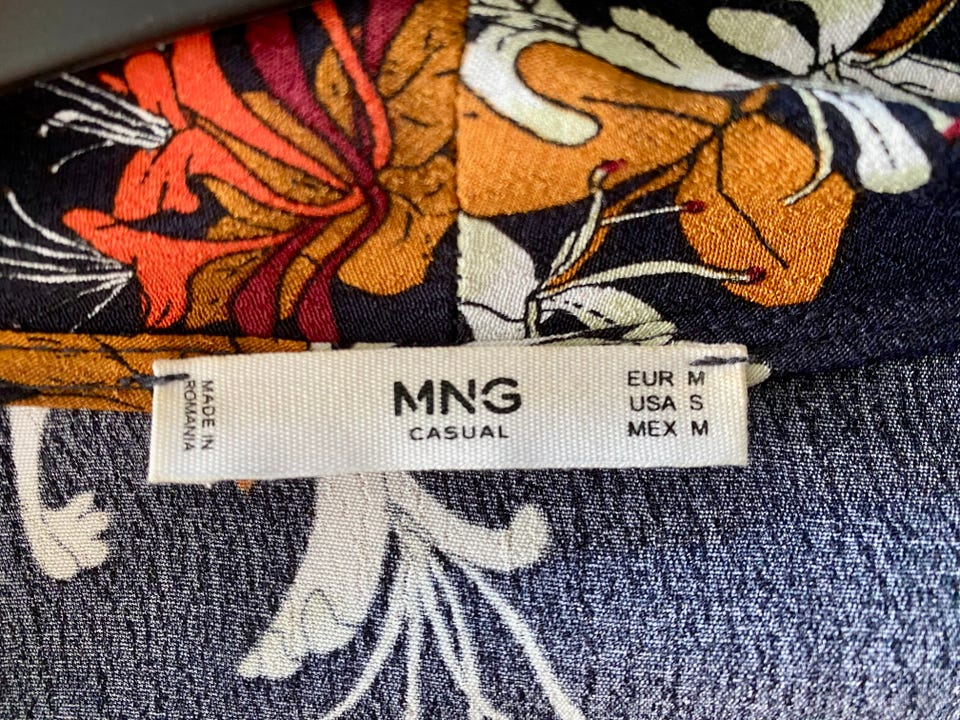 MADE IN
ROMANIA
MNG
CASUAL
EUR M
USA S
MEX M